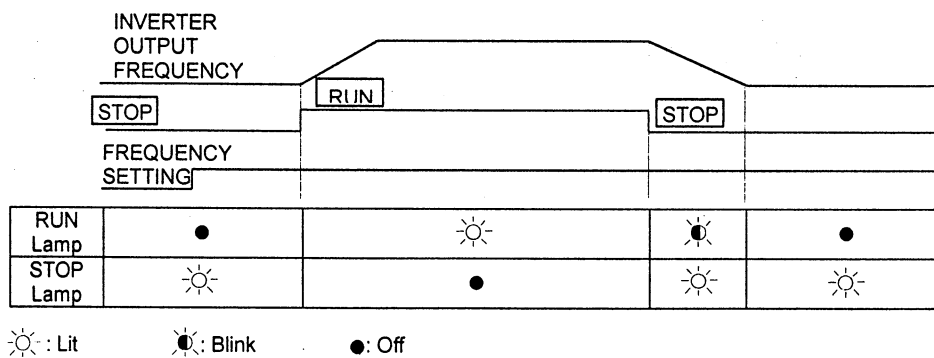 INVERTER
OUTPUT
FREQUENCY
RUN
STOP
STOP
FREQUENCY
SETTING
RUN
Lamp
STOP
Lamp
: Lit : Blink : Off